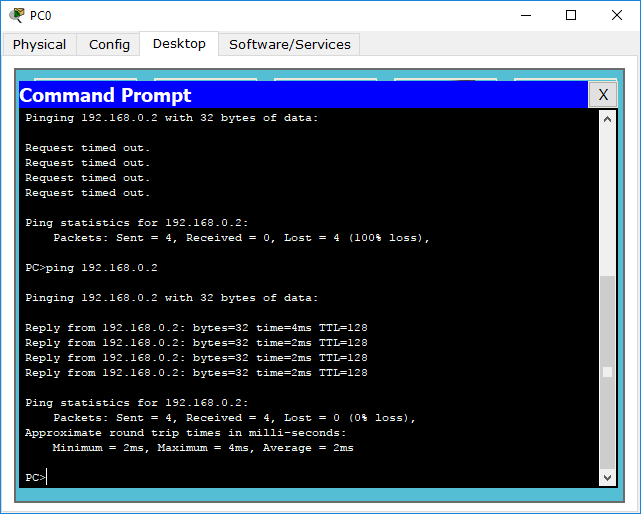 PC0
Physical Config Desktop Software/Services
Command Prompt X
Pinging 192.168.0.2 with 32 bytes of data:
Request timed out.
Request timed out.
Request timed out.
Request timed out.
Ping statistics for 192.168.0.2:
Packets: Sent = 4, Received = 0, Lost = 4 (100% loss),
PC>ping 192.168.0.2
Pinging 192.168.0.2 with 32 bytes of data:
Reply from 192.168.0.2: bytes=32 time=4ms TTL=128
Reply from 192.168.0.2: bytes=32 time=2ms TTL=128
Reply from 192.168.0.2: bytes=32 time=2ms TTL=128
Reply from 192.168.0.2: bytes=32 time=2ms TTL=128
Ping statistics for 192.168.0.2:
Packets: Sent = 4, Received = 4, Lost = 0 (0% loss),
Approximate round trip times in milli-seconds:
Minimum = 2ms, Maximum = 4ms, Average = 2ms
PC>